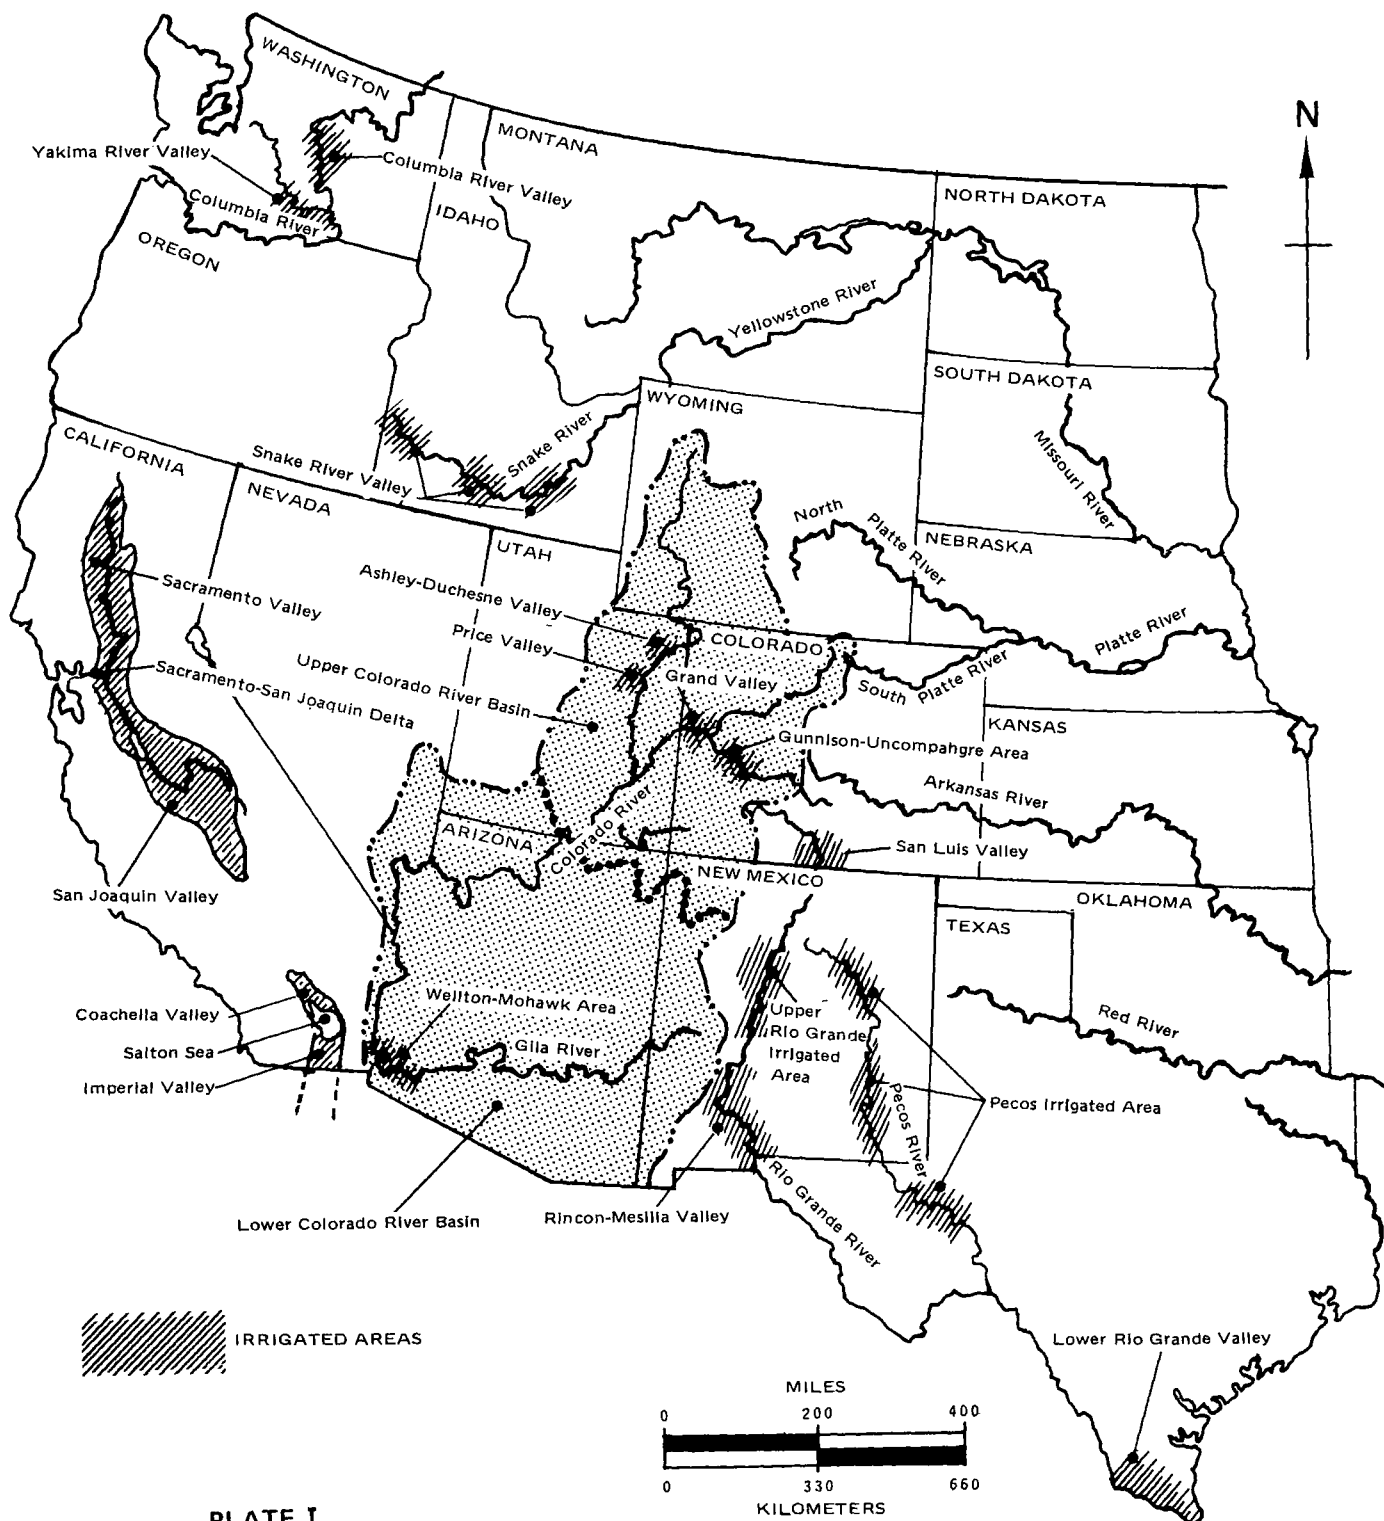 WASHINGTON
MONTANA
N
Yakima River Valley
Columbia River Valley
Columbia River
IDAHO
NORTH DAKOTA
OREGON
Yellowstone River
SOUTH DAKOTA
WYOMING
CALIFORNIA
Snake River
Snake River Valley
Missouri River
NEVADA
North
Platte River
UTAH
NEBRASKA
Ashley-Duchesne Valley
Sacramento Valley
Price Valley
COLORADO
Platte River
Upper Colorado River Basin
Grand Valley
Sacramento-San Joaquin Delta
South Platte River
KANSAS
Gunnison-Uncompahgre Area
Arkansas River
Colorado River
ARIZONA
San Luis Valley
NEW MEXICO
San Joaquin Valley
OKLAHOMA
TEXAS
Wellton-Mohawk Area
Coachella Valley
Upper
Rio Grande
Irrigated
Area
Red River
Salton Sea
Gila River
Imperial Valley
Pecos River
Pecos Irrigated Area
Rio Grande River
Lower Colorado River Basin
Rincon-Mesilla Valley
IRRIGATED AREAS
Lower Rio Grande Valley
MILES
0 200 400
0 330 660
KILOMETERS
PLATE I